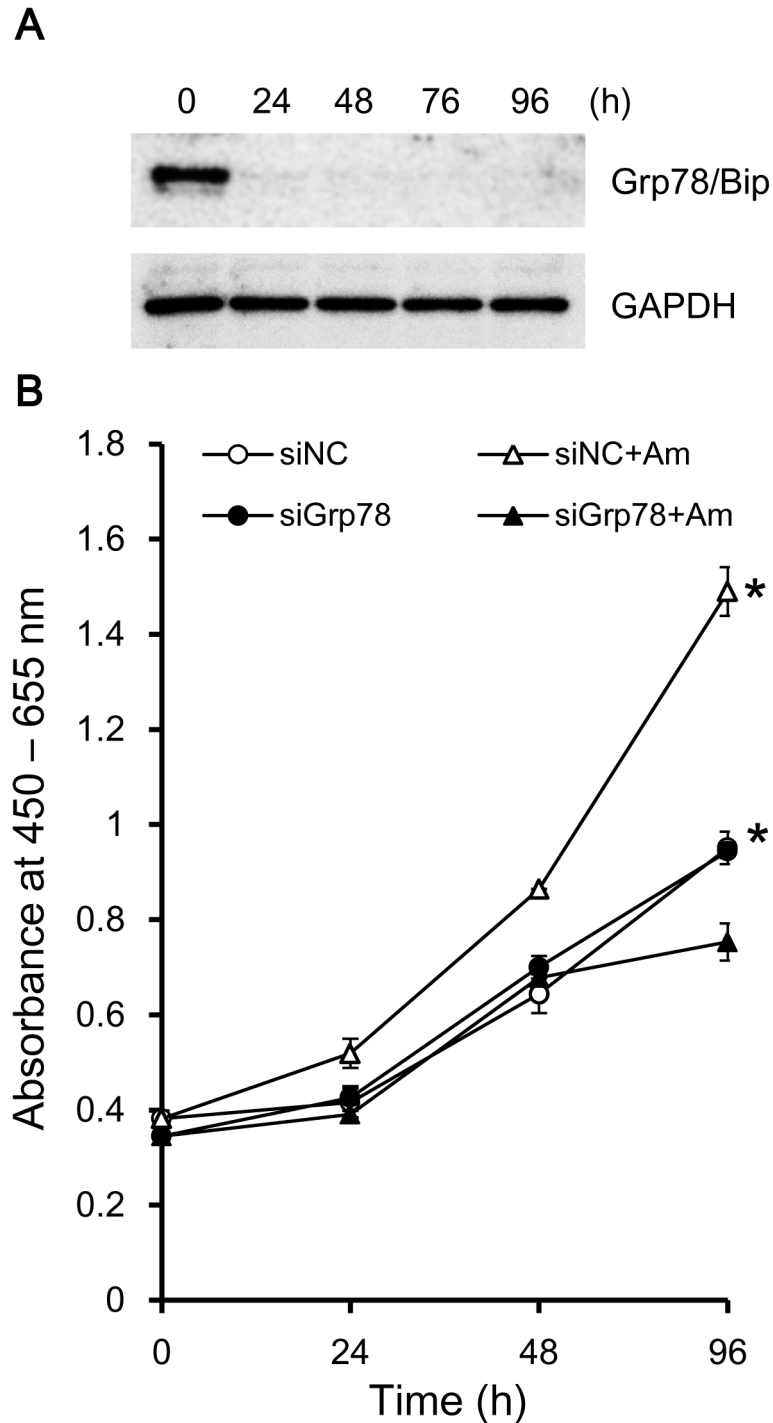 A
0 24 48 76 96 (h)
Grp78/Bip
GAPDH
B
siNC siNC+Am
siGrp78 siGrp78+Am
1.8
1.6
1.4
1.2
1
0.8
0.6
0.4
0.2
0
*
*
Absorbance at 450 – 655 nm
0 24 48 96
Time (h)